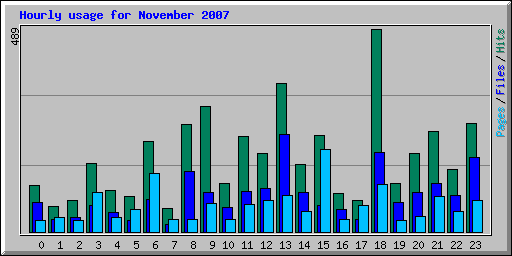 Hourly usage for November 2007
489
Pages / Files / Hits
0 1 2 3 4 5 6 7 8 9 10 11 12 13 14 15 16 17 18 19 20 21 22 23